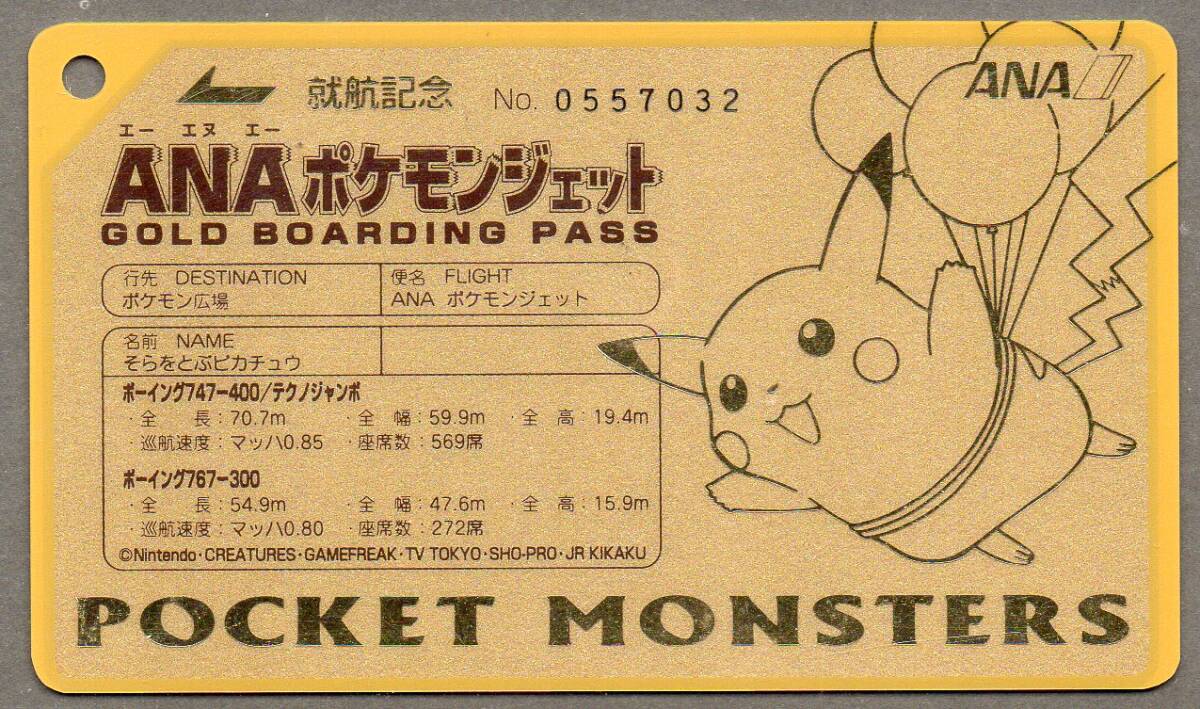 就航記念 No. 0557032
ANA
エー エヌ エー
ANAポケモンジェット
GOLD BOARDING PASS
行先 DESTINATION 便名 FLIGHT
ポケモン広場 ANA ポケモンジェット
名前 NAME
そらをとぶピカチュウ
ボーイング747-400/テクノジャンボ
・全 長：70.7m ・全 幅：59.9m ・全 高：19.4m
・巡航速度：マッハ0.85 ・座席数：569席
ボーイング767-300
・全 長：54.9m ・全 幅：47.6m ・全 高：15.9m
・巡航速度：マッハ0.80 ・座席数：272席
©Nintendo・CREATURES・GAMEFREAK・TV TOKYO・SHO-PRO・JR KIKAKU
POCKET MONSTERS